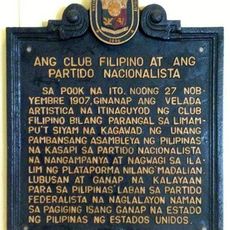 ANG CLUB FILIPINO AT ANG
PARTIDO NACIONALISTA
SA POOK NA ITO, NOÓNG 27 NOB-
YEMBRE 1907, GINANAP ANG VELADA
ARTISTICA NA ITINAGUYOD NG CLUB
FILIPINO BILANG PARANGAL SA LIMAM-
PU'T SIYAM NA KAGAWAD NG UNANG
PAMBANSANG ASAMBLEYA NG PILIPINAS
NA KASAPI SA PARTIDO NACIONALISTA
NA NANGAMPANYA AT NAGWAGI SA ILA-
LIM NG PLATAPORMA NILANG MADALIAN,
LUBUSAN AT GANAP NA KALAYAAN
PARA SA PILIPINAS LABAN SA PARTIDO
FEDERALISTA NA NAGLALAYON NAMAN
SA PAGIGING ISANG GANAP NA ESTADO
NG PILIPINAS NG ESTADOS UNIDOS.